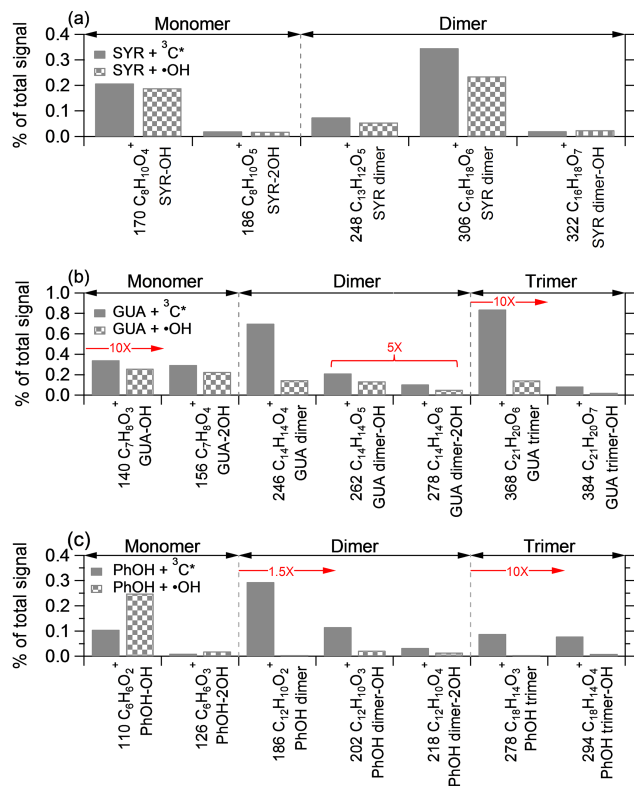 (a)
Monomer
Dimer
SYR + ³C*
SYR + •OH
% of total signal
0.4
0.3
0.2
0.1
0.0
170 C₈H₁₀O₄⁺
SYR-OH
186 C₈H₁₀O₅⁺
SYR-2OH
248 C₁₃H₁₂O₅⁺
SYR dimer
306 C₁₆H₁₈O₆⁺
SYR dimer
322 C₁₆H₁₈O₇⁺
SYR dimer-OH
(b)
Monomer
Dimer
Trimer
GUA + ³C*
GUA + •OH
10X
5X
10X
% of total signal
1.0
0.8
0.6
0.4
0.2
0.0
140 C₇H₈O₃⁺
GUA-OH
156 C₇H₈O₄⁺
GUA-2OH
246 C₁₄H₁₄O₄⁺
GUA dimer
262 C₁₄H₁₄O₅⁺
GUA dimer-OH
278 C₁₄H₁₄O₆⁺
GUA dimer-2OH
368 C₂₁H₂₀O₆⁺
GUA trimer
384 C₂₁H₂₀O₇⁺
GUA trimer-OH
(c)
Monomer
Dimer
Trimer
PhOH + ³C*
PhOH + •OH
1.5X
10X
% of total signal
0.4
0.3
0.2
0.1
0.0
110 C₆H₆O₂⁺
PhOH-OH
126 C₆H₆O₃⁺
PhOH-2OH
186 C₁₂H₁₀O₂⁺
PhOH dimer
202 C₁₂H₁₀O₃⁺
PhOH dimer-OH
218 C₁₂H₁₀O₄⁺
PhOH dimer-2OH
278 C₁₈H₁₄O₃⁺
PhOH trimer
294 C₁₈H₁₄O₄⁺
PhOH trimer-OH